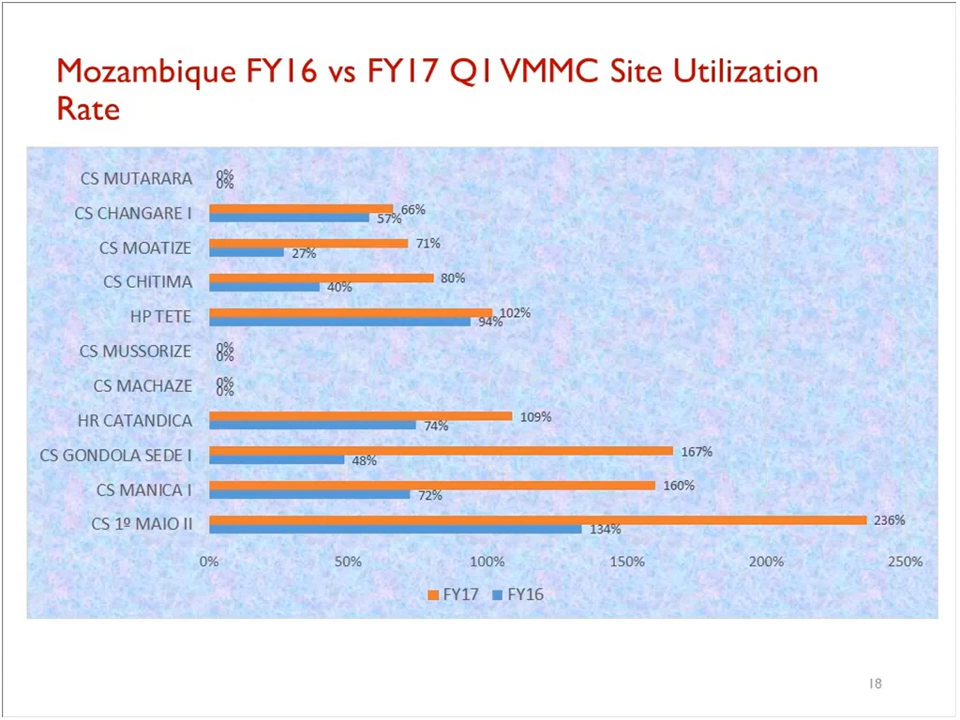 Mozambique FY16 vs FY17 Q1 VMMC Site Utilization
Rate
CS MUTARARA 0% 0%
CS CHANGARE I 66% 57%
CS MOATIZE 71% 27%
CS CHITIMA 80% 40%
HP TETE 102% 94%
CS MUSSORIZE 0% 0%
CS MACHAZE 0% 0%
HR CATANDICA 109% 74%
CS GONDOLA SEDE I 167% 48%
CS MANICA I 160% 72%
CS 1º MAIO II 236% 134%
0% 50% 100% 150% 200% 250%
FY17 FY16
18